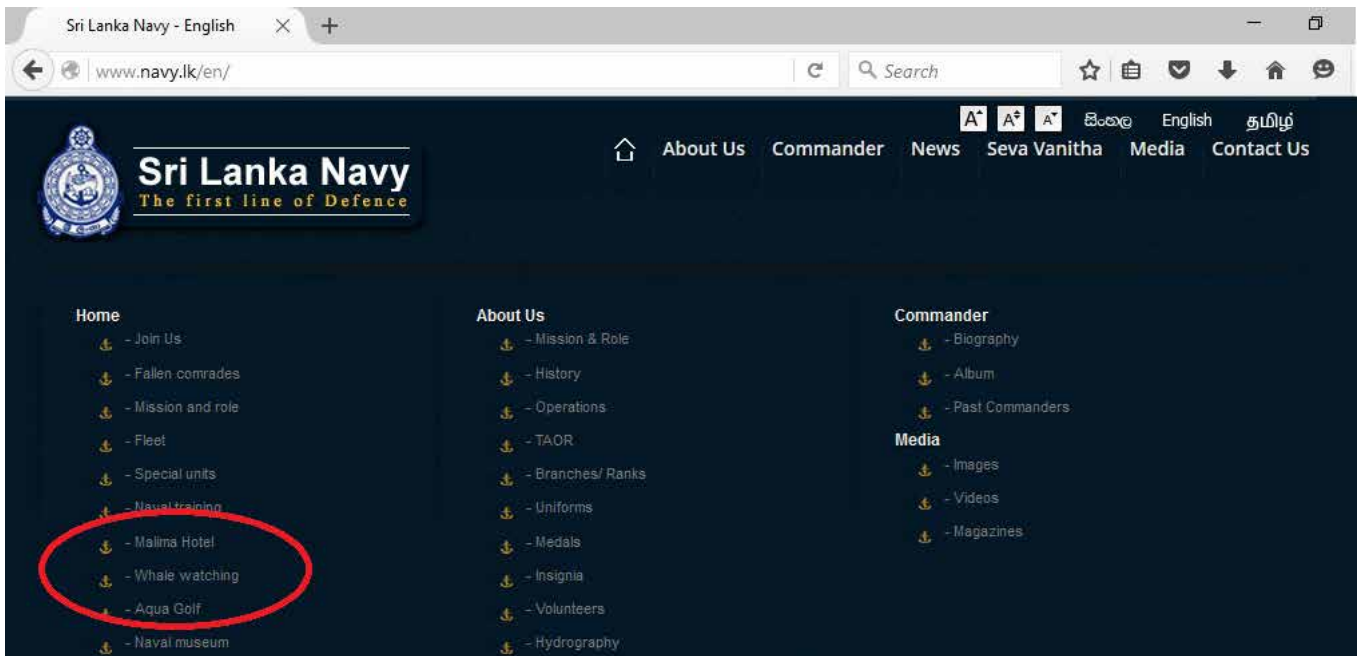 Sri Lanka Navy - English
www.navy.lk/en/
Search
A A A සිංහල English தமிழ்
About Us Commander News Seva Vanitha Media Contact Us
Sri Lanka Navy
The first line of Defence
Home
- Join Us
- Fallen comrades
- Mission and role
- Fleet
- Special units
- Naval training
- Malima Hotel
- Whale watching
- Aqua Golf
- Naval museum
About Us
- Mission & Role
- History
- Operations
- TAOR
- Branches/ Ranks
- Uniforms
- Medals
- Insignia
- Volunteers
- Hydrography
Commander
- Biography
- Album
- Past Commanders
Media
- Images
- Videos
- Magazines